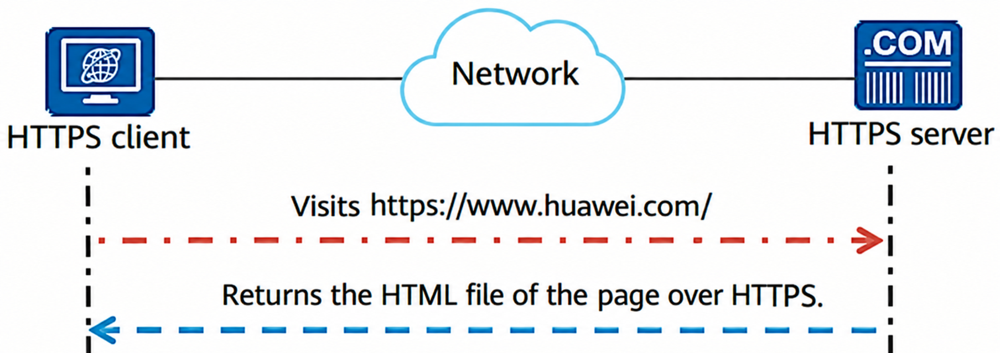 .COM
Network
HTTPS client
HTTPS server
Visits https://www.huawei.com/
Returns the HTML file of the page over HTTPS.